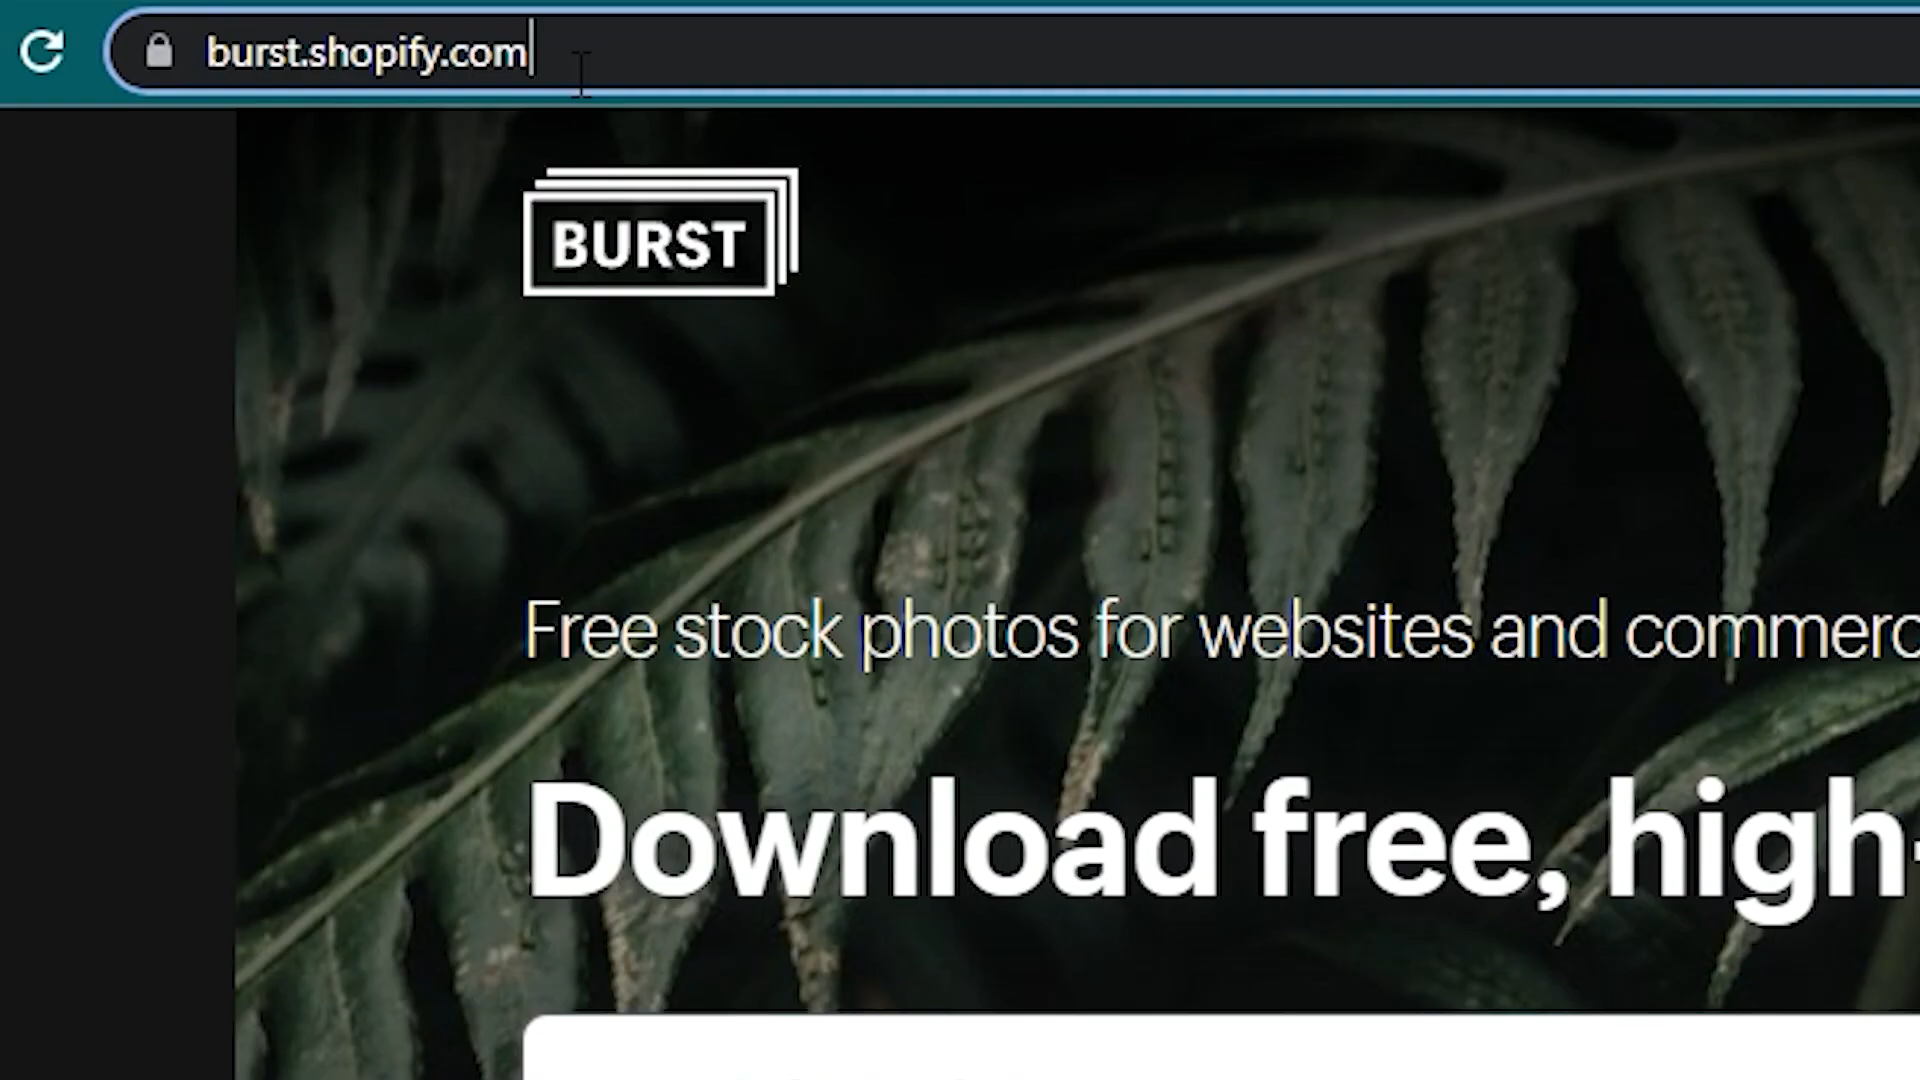 burst.shopify.com
BURST
Free stock photos for websites and commerc
Download free, high-